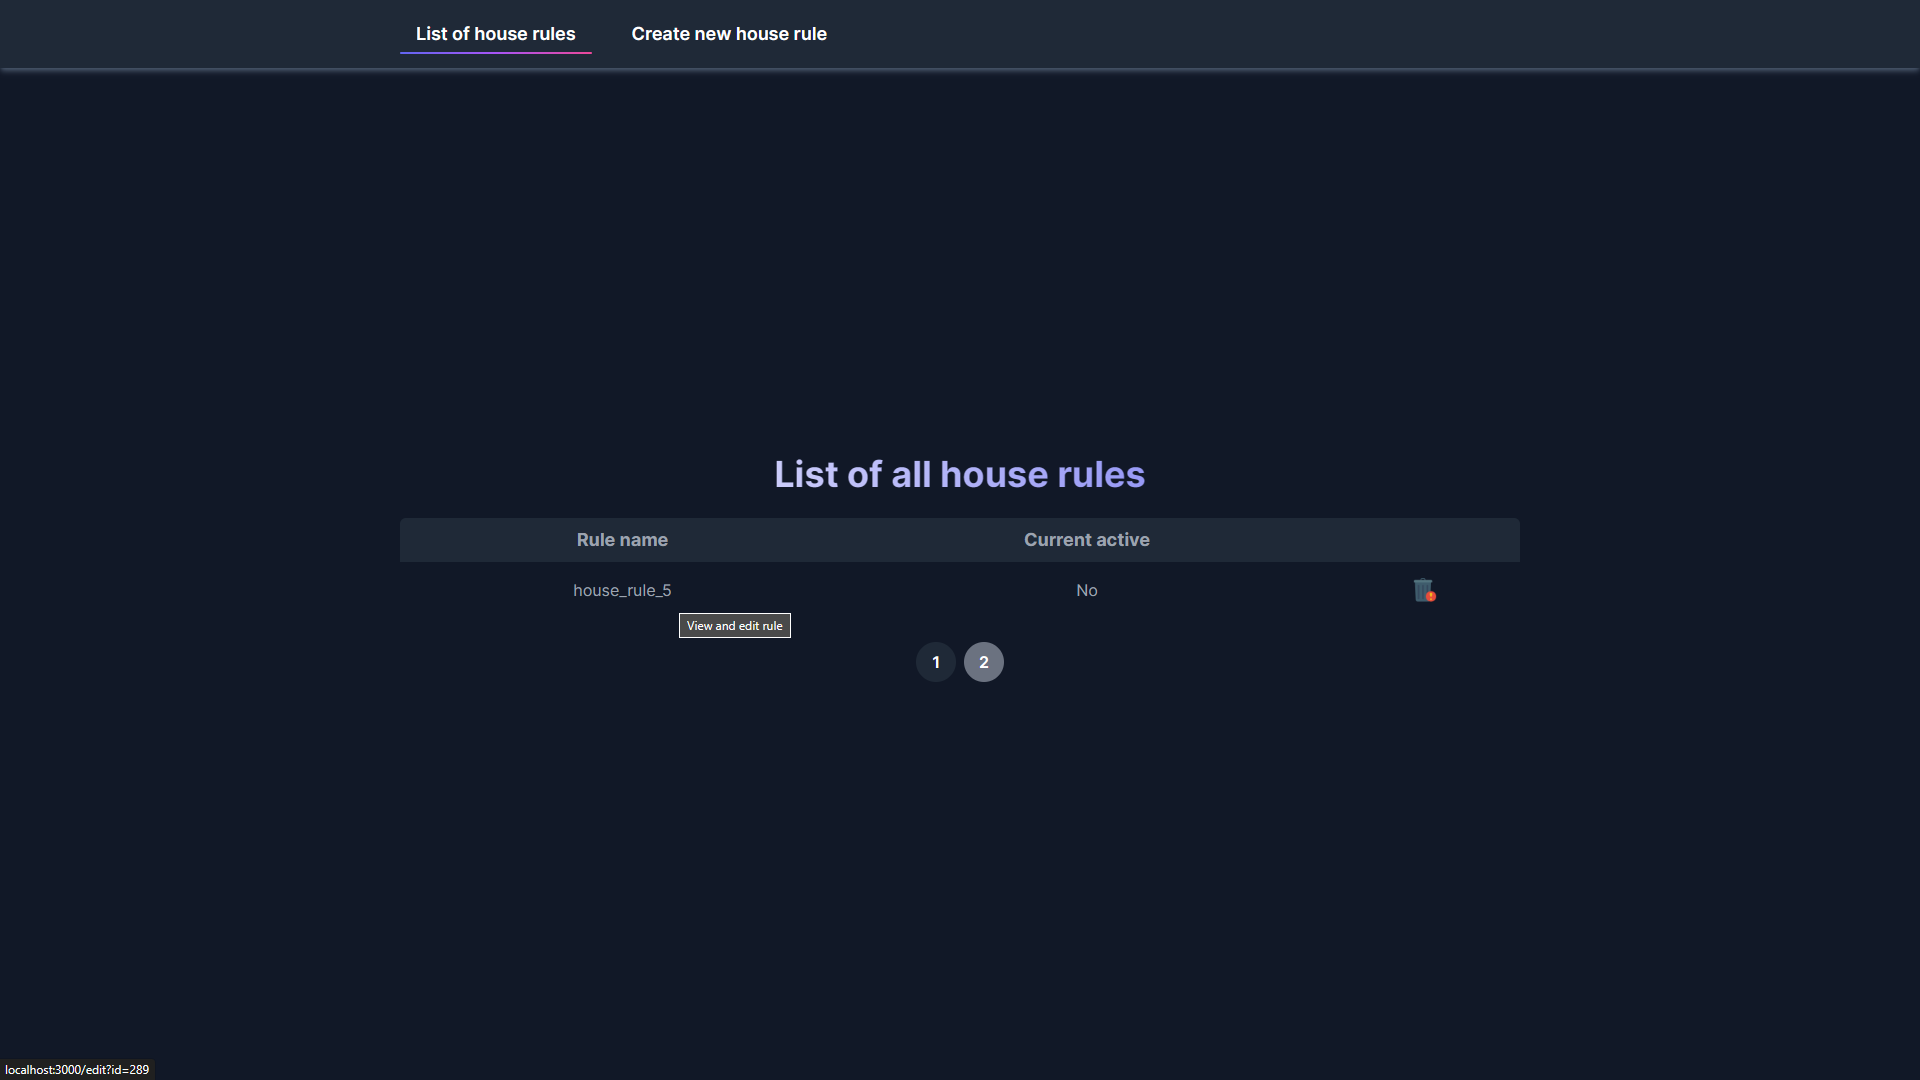 List of house rules
Create new house rule
List of all house rules
Rule name
Current active
house_rule_5
No
View and edit rule
1
2
localhost:3000/edit?id=289